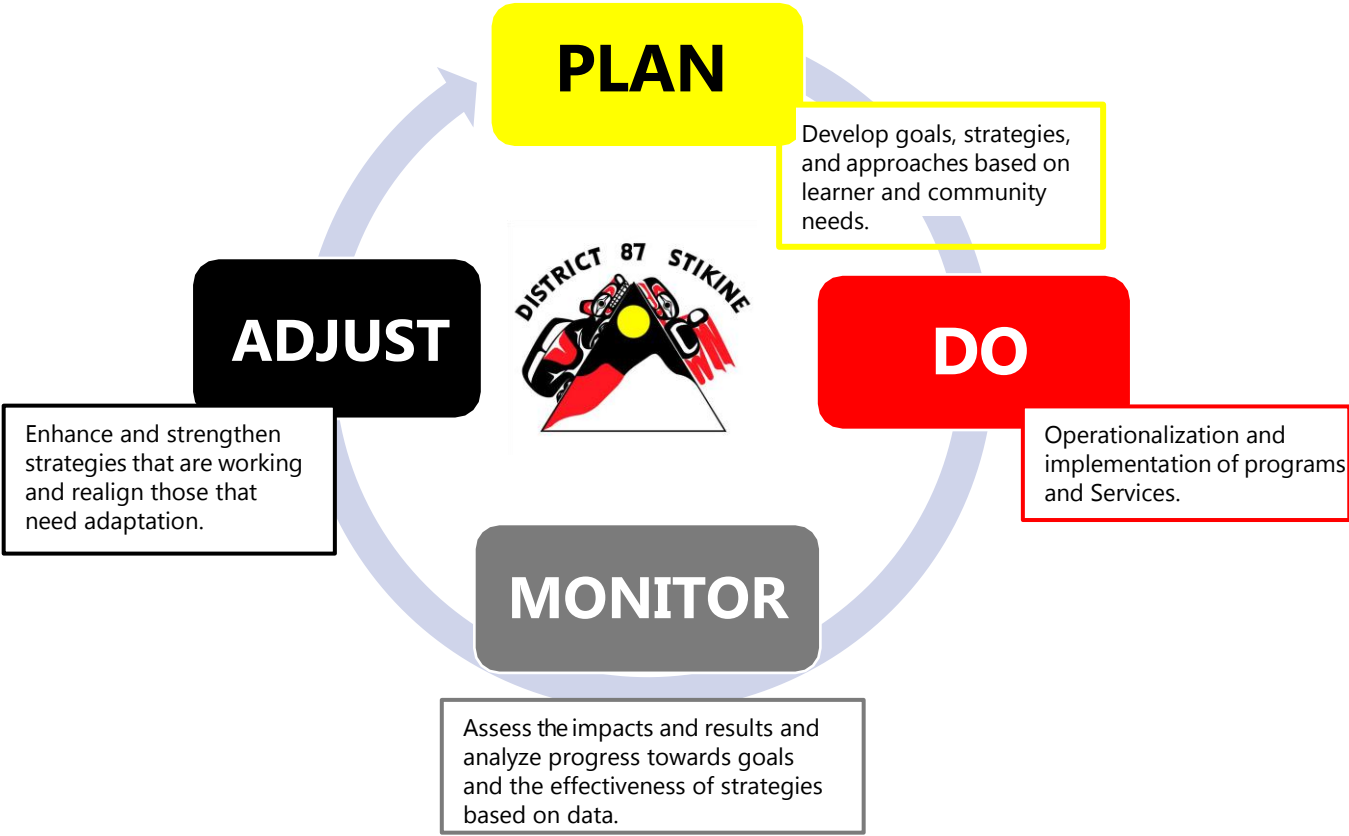 PLAN
Develop goals, strategies,
and approaches based on
learner and community
needs.
DISTRICT 87 STIKINE
ADJUST
DO
Enhance and strengthen
strategies that are working
and realign those that
need adaptation.
Operationalization and
implementation of programs
and Services.
MONITOR
Assess the impacts and results and
analyze progress towards goals
and the effectiveness of strategies
based on data.